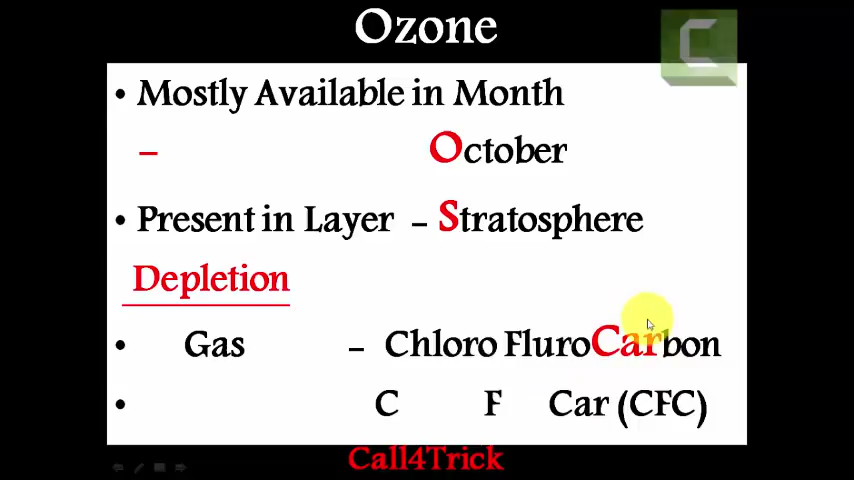 Ozone
• Mostly Available in Month
– October
• Present in Layer – Stratosphere
Depletion
• Gas – Chloro FluroCarbon
• C F Car (CFC)
Call4Trick